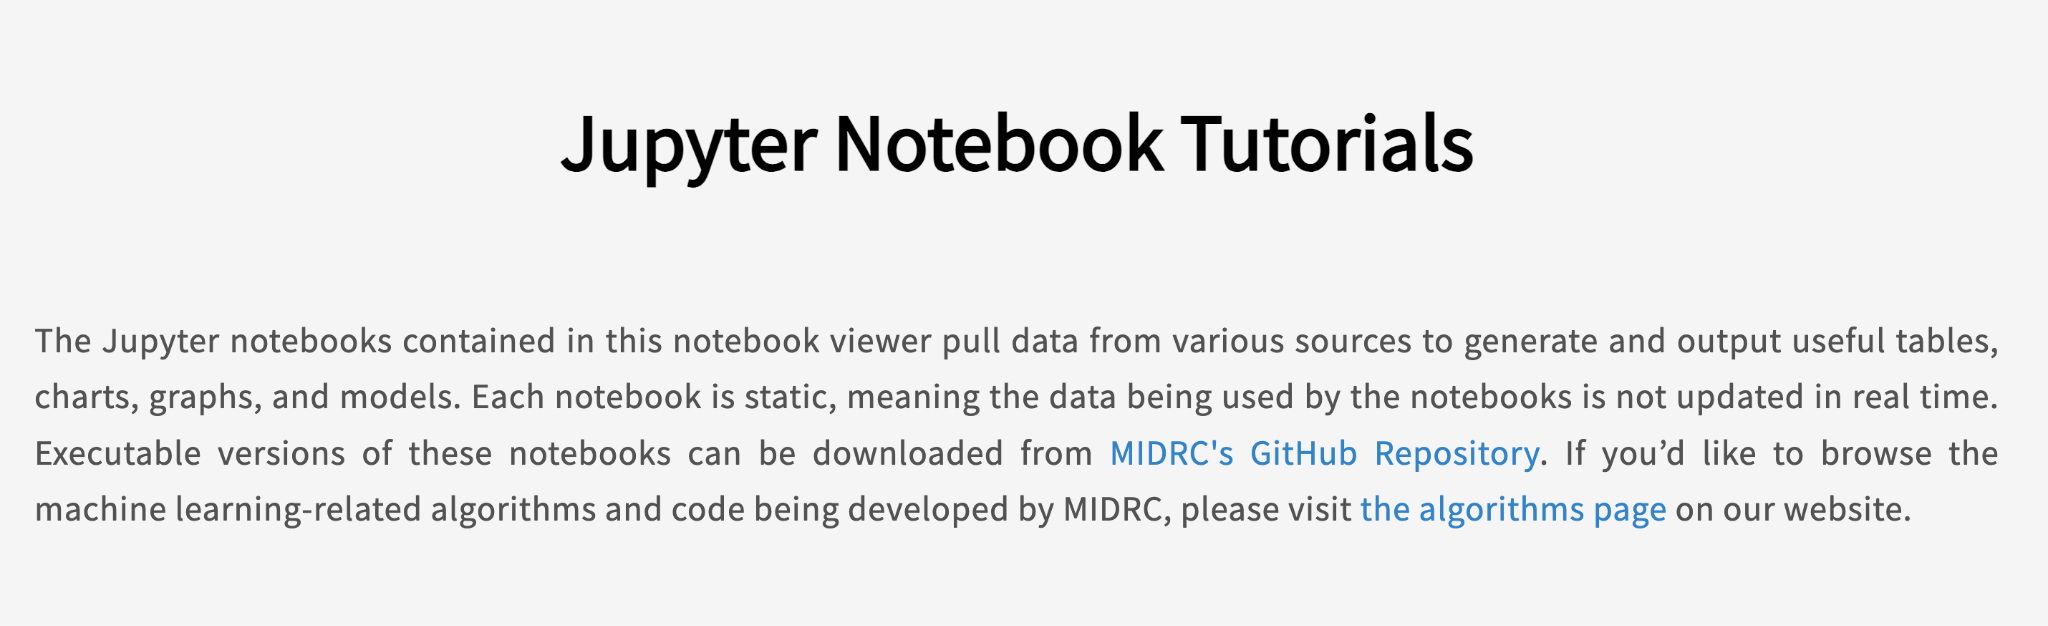 Jupyter Notebook Tutorials
The Jupyter notebooks contained in this notebook viewer pull data from various sources to generate and output useful tables,
charts, graphs, and models. Each notebook is static, meaning the data being used by the notebooks is not updated in real time.
Executable versions of these notebooks can be downloaded from MIDRC's GitHub Repository. If you’d like to browse the
machine learning-related algorithms and code being developed by MIDRC, please visit the algorithms page on our website.